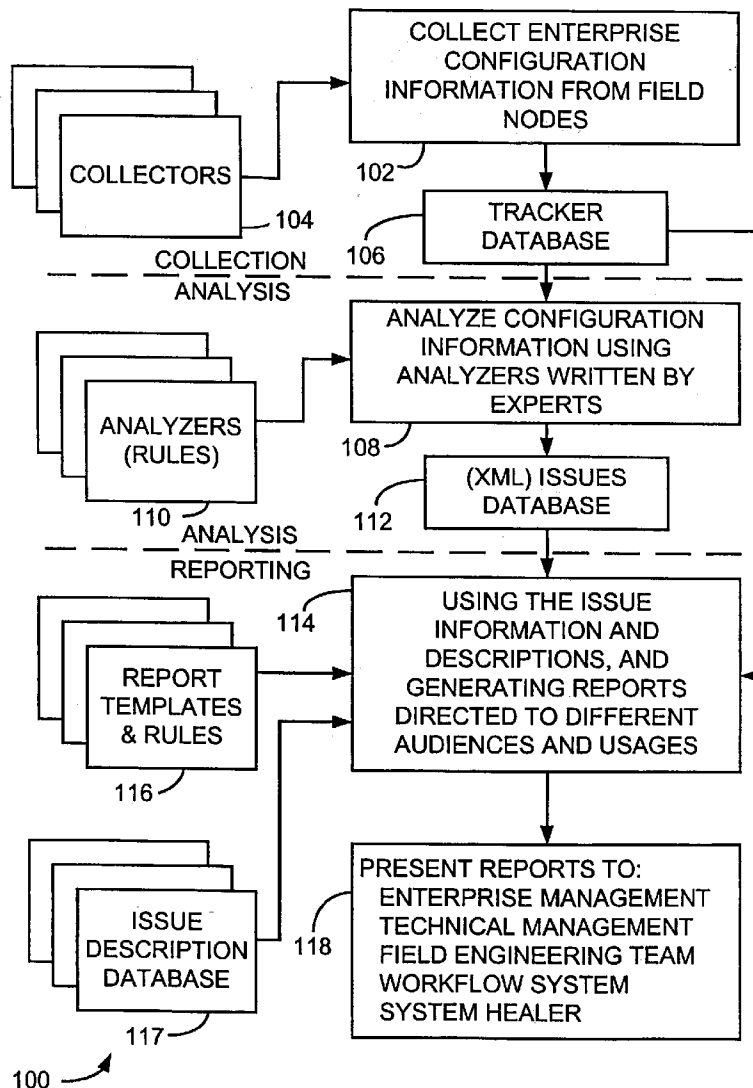 COLLECT ENTERPRISE
CONFIGURATION
INFORMATION FROM FIELD
NODES
102
COLLECTORS
104
TRACKER
DATABASE
106
COLLECTION
ANALYSIS
ANALYZE CONFIGURATION
INFORMATION USING
ANALYZERS WRITTEN BY
EXPERTS
108
ANALYZERS
(RULES)
110
(XML) ISSUES
DATABASE
112
ANALYSIS
REPORTING
114
USING THE ISSUE
INFORMATION AND
DESCRIPTIONS, AND
GENERATING REPORTS
DIRECTED TO DIFFERENT
AUDIENCES AND USAGES
REPORT
TEMPLATES
& RULES
116
ISSUE
DESCRIPTION
DATABASE
117
PRESENT REPORTS TO:
ENTERPRISE MANAGEMENT
TECHNICAL MANAGEMENT
FIELD ENGINEERING TEAM
WORKFLOW SYSTEM
SYSTEM HEALER
118
100